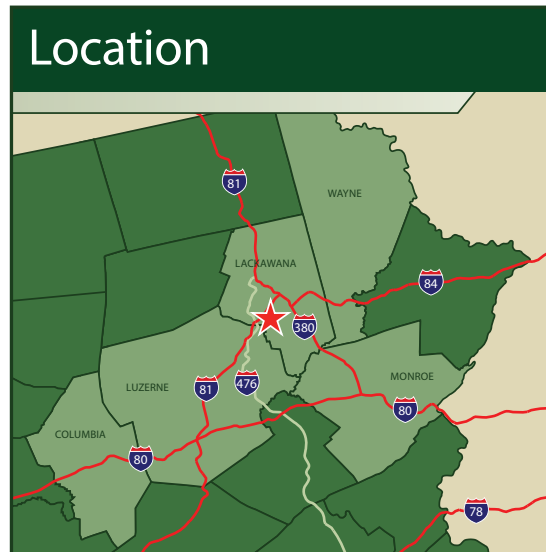 Location
WAYNE
81
LACKAWANA
84
380
LUZERNE
81
476
MONROE
80
COLUMBIA
80
78